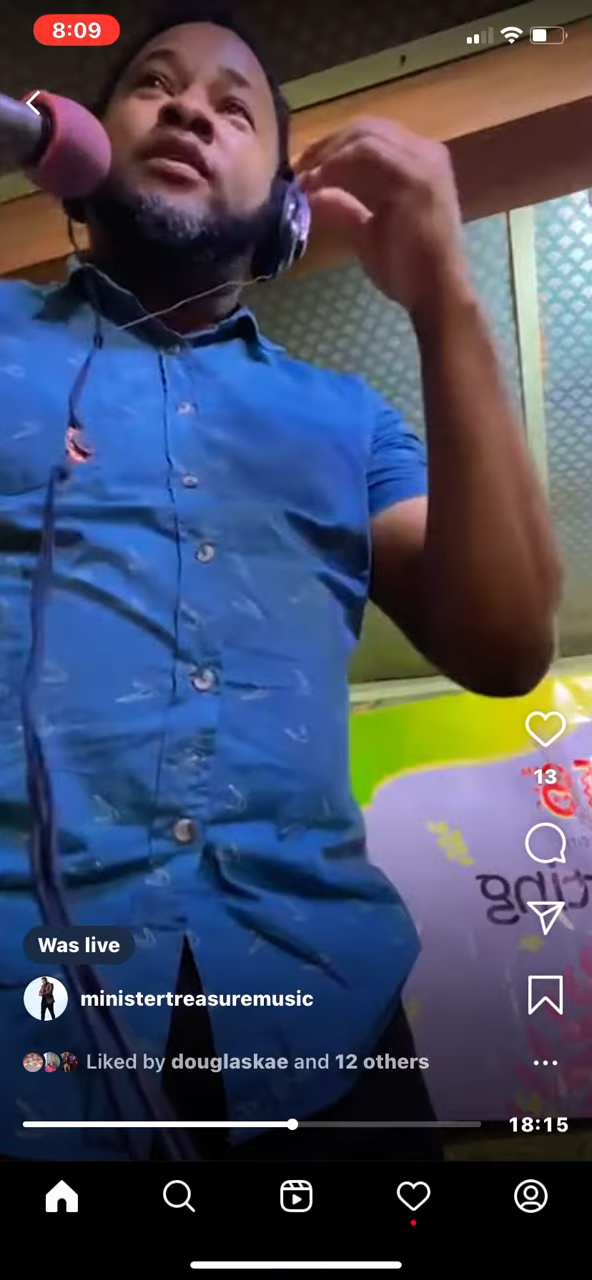 8:09
13
Was live
ministertreasuremusic
Liked by douglaskae and 12 others
18:15